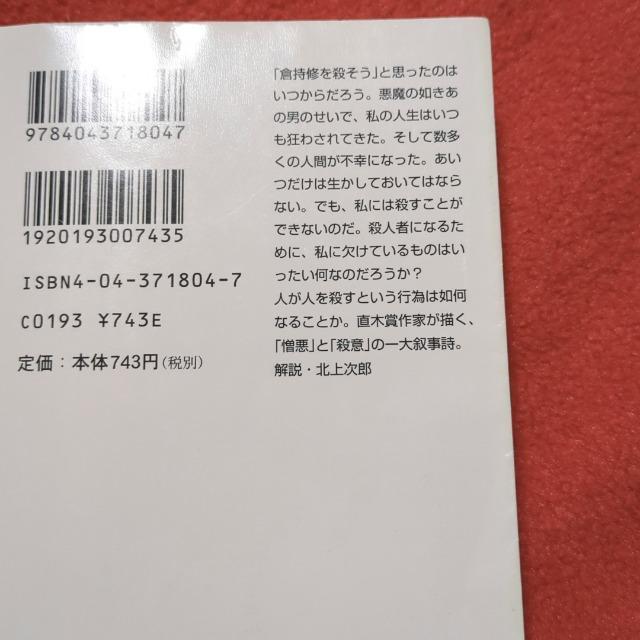 9784043718047
1920193007435
ISBN4-04-371804-7
C0193 ¥743E
定価：本体743円（税別）
「倉持修を殺そう」と思ったのは
いつからだろう。悪魔の如きあ
の男のせいで、私の人生はいつ
も狂わされてきた。そして数多
くの人間が不幸になった。あい
つだけは生かしておいてはなら
ない。でも、私には殺すことが
できないのだ。殺人者になるた
めに、私に欠けているものはい
ったい何なのだろうか？
人が人を殺すという行為は如何
なることか。直木賞作家が描く、
「憎悪」と「殺意」の一大叙事詩。
解説・北上次郎